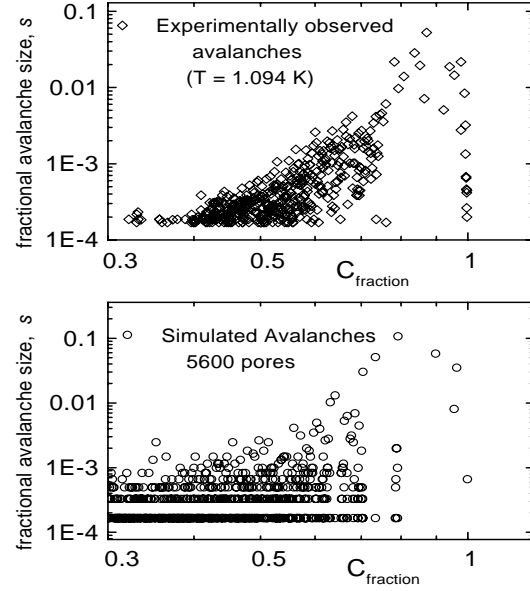 Experimentally observed
avalanches
(T = 1.094 K)
fractional avalanche size, s
0.1
0.01
1E-3
1E-4
0.3
0.5
1
C_fraction
Simulated Avalanches
5600 pores
fractional avalanche size, s
0.1
0.01
1E-3
1E-4
0.3
0.5
1
C_fraction